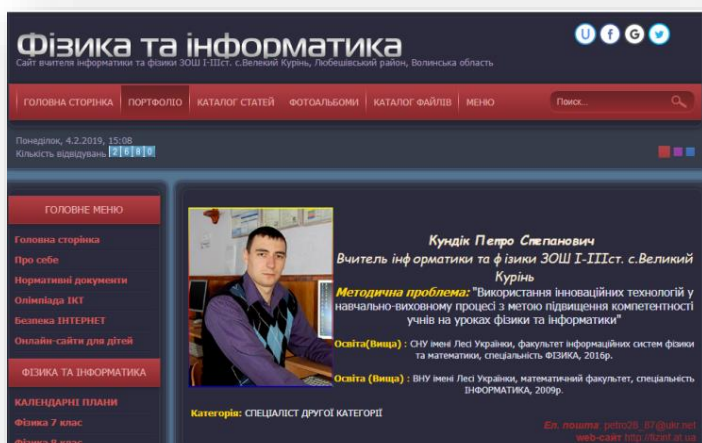 Фізика та інформатика
Сайт вчителя інформатики та фізики ЗОШ І-ІІІст. с.Велекий Курінь, Любешівський район, Волинська область
ГОЛОВНА СТОРІНКА ПОРТФОЛІО КАТАЛОГ СТАТЕЙ ФОТОАЛЬБОМИ КАТАЛОГ ФАЙЛІВ МЕНЮ Поиск...
Понеділок, 4.2.2019, 15:08
Кількість відвідувань 2680
ГОЛОВНЕ МЕНЮ
Головна сторінка
Про себе
Нормативні документи
Олімпіада ІКТ
Безпека ІНТЕРНЕТ
Онлайн-сайти для дітей
ФІЗИКА ТА ІНФОРМАТИКА
КАЛЕНДАРНІ ПЛАНИ
Фізика 7 клас
Фізика 8 клас
Кундік Петро Степанович
Вчитель інформатики та фізики ЗОШ І-ІІІст. с.Великий
Курінь
Методична проблема: "Використання інноваційних технологій у
навчально-виховному процесі з метою підвищення компетентності
учнів на уроках фізики та інформатики"
Освіта(Вища) : СНУ імені Лесі Українки, факультет інформаційних систем фізики
та математики, спеціальність ФІЗИКА, 2016р.
Освіта (Вища) : ВНУ імені Лесі Українки, математичний факультет, спеціальність
ІНФОРМАТИКА, 2009р.
Категорія: СПЕЦІАЛІСТ ДРУГОЇ КАТЕГОРІЇ
Ел. пошта: petro26_87@ukr.net
web-сайт http://fizinf.at.ua